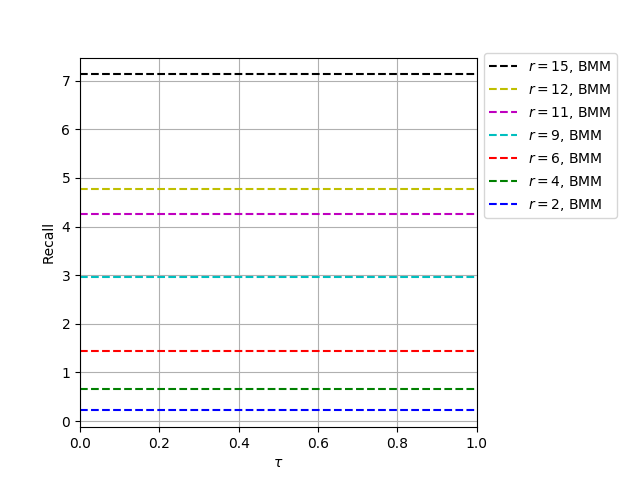 7
6
5
4
3
2
1
0
Recall
0.0 0.2 0.4 0.6 0.8 1.0
τ
r = 15, BMM
r = 12, BMM
r = 11, BMM
r = 9, BMM
r = 6, BMM
r = 4, BMM
r = 2, BMM